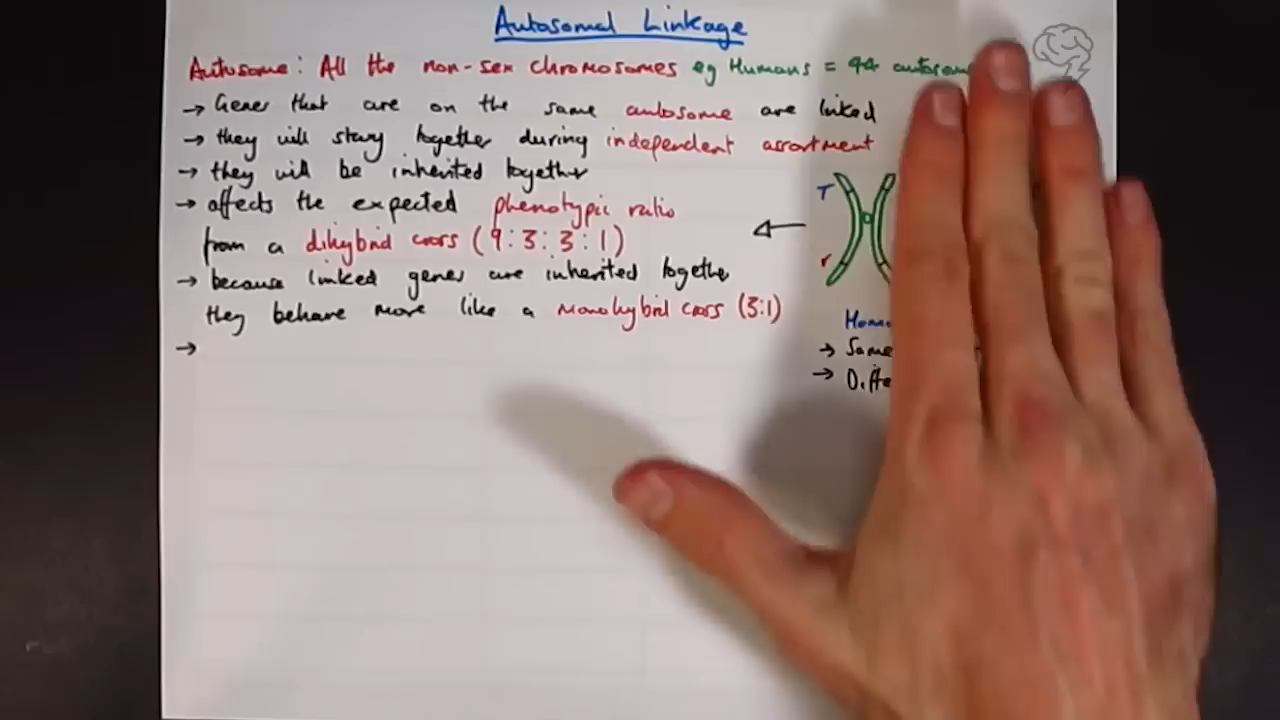 Autosomal Linkage
Autosome: All the non-sex chromosomes eg Humans = 44
→ Genes that are on the same autosome are linked
→ they will stay together during independent assortment
→ they will be inherited together
→ affects the expected phenotypic ratio
from a dihybrid cross (9:3:3:1)
→ because linked genes are inherited together
they behave more like a monohybrid cross (3:1)
→
T
r
→ Same